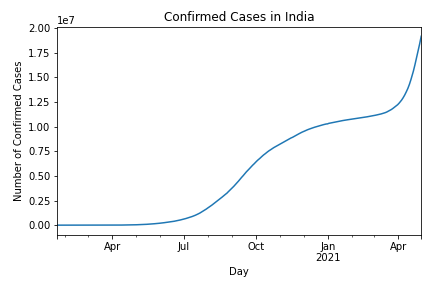 Confirmed Cases in India
1e7
2.00
1.75
1.50
1.25
1.00
0.75
0.50
0.25
0.00
Number of Confirmed Cases
Apr
Jul
Oct
Jan
2021
Apr
Day